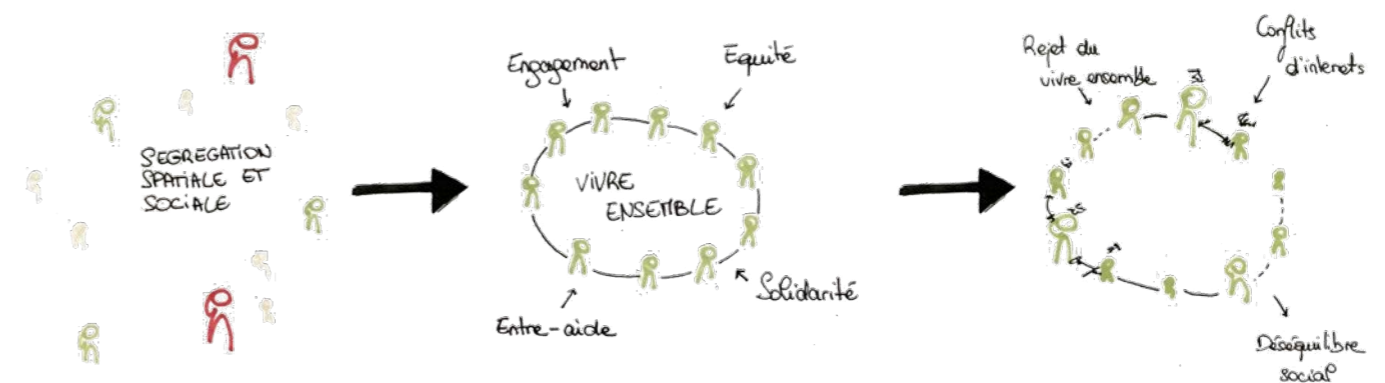 SEGREGATION
SPATIALE ET
SOCIALE
Engagement
Equité
VIVRE
ENSEMBLE
Solidarité
Entre-aide
Rejet du
vivre ensemble
Conflits
d'interets
Déséquilibre
social